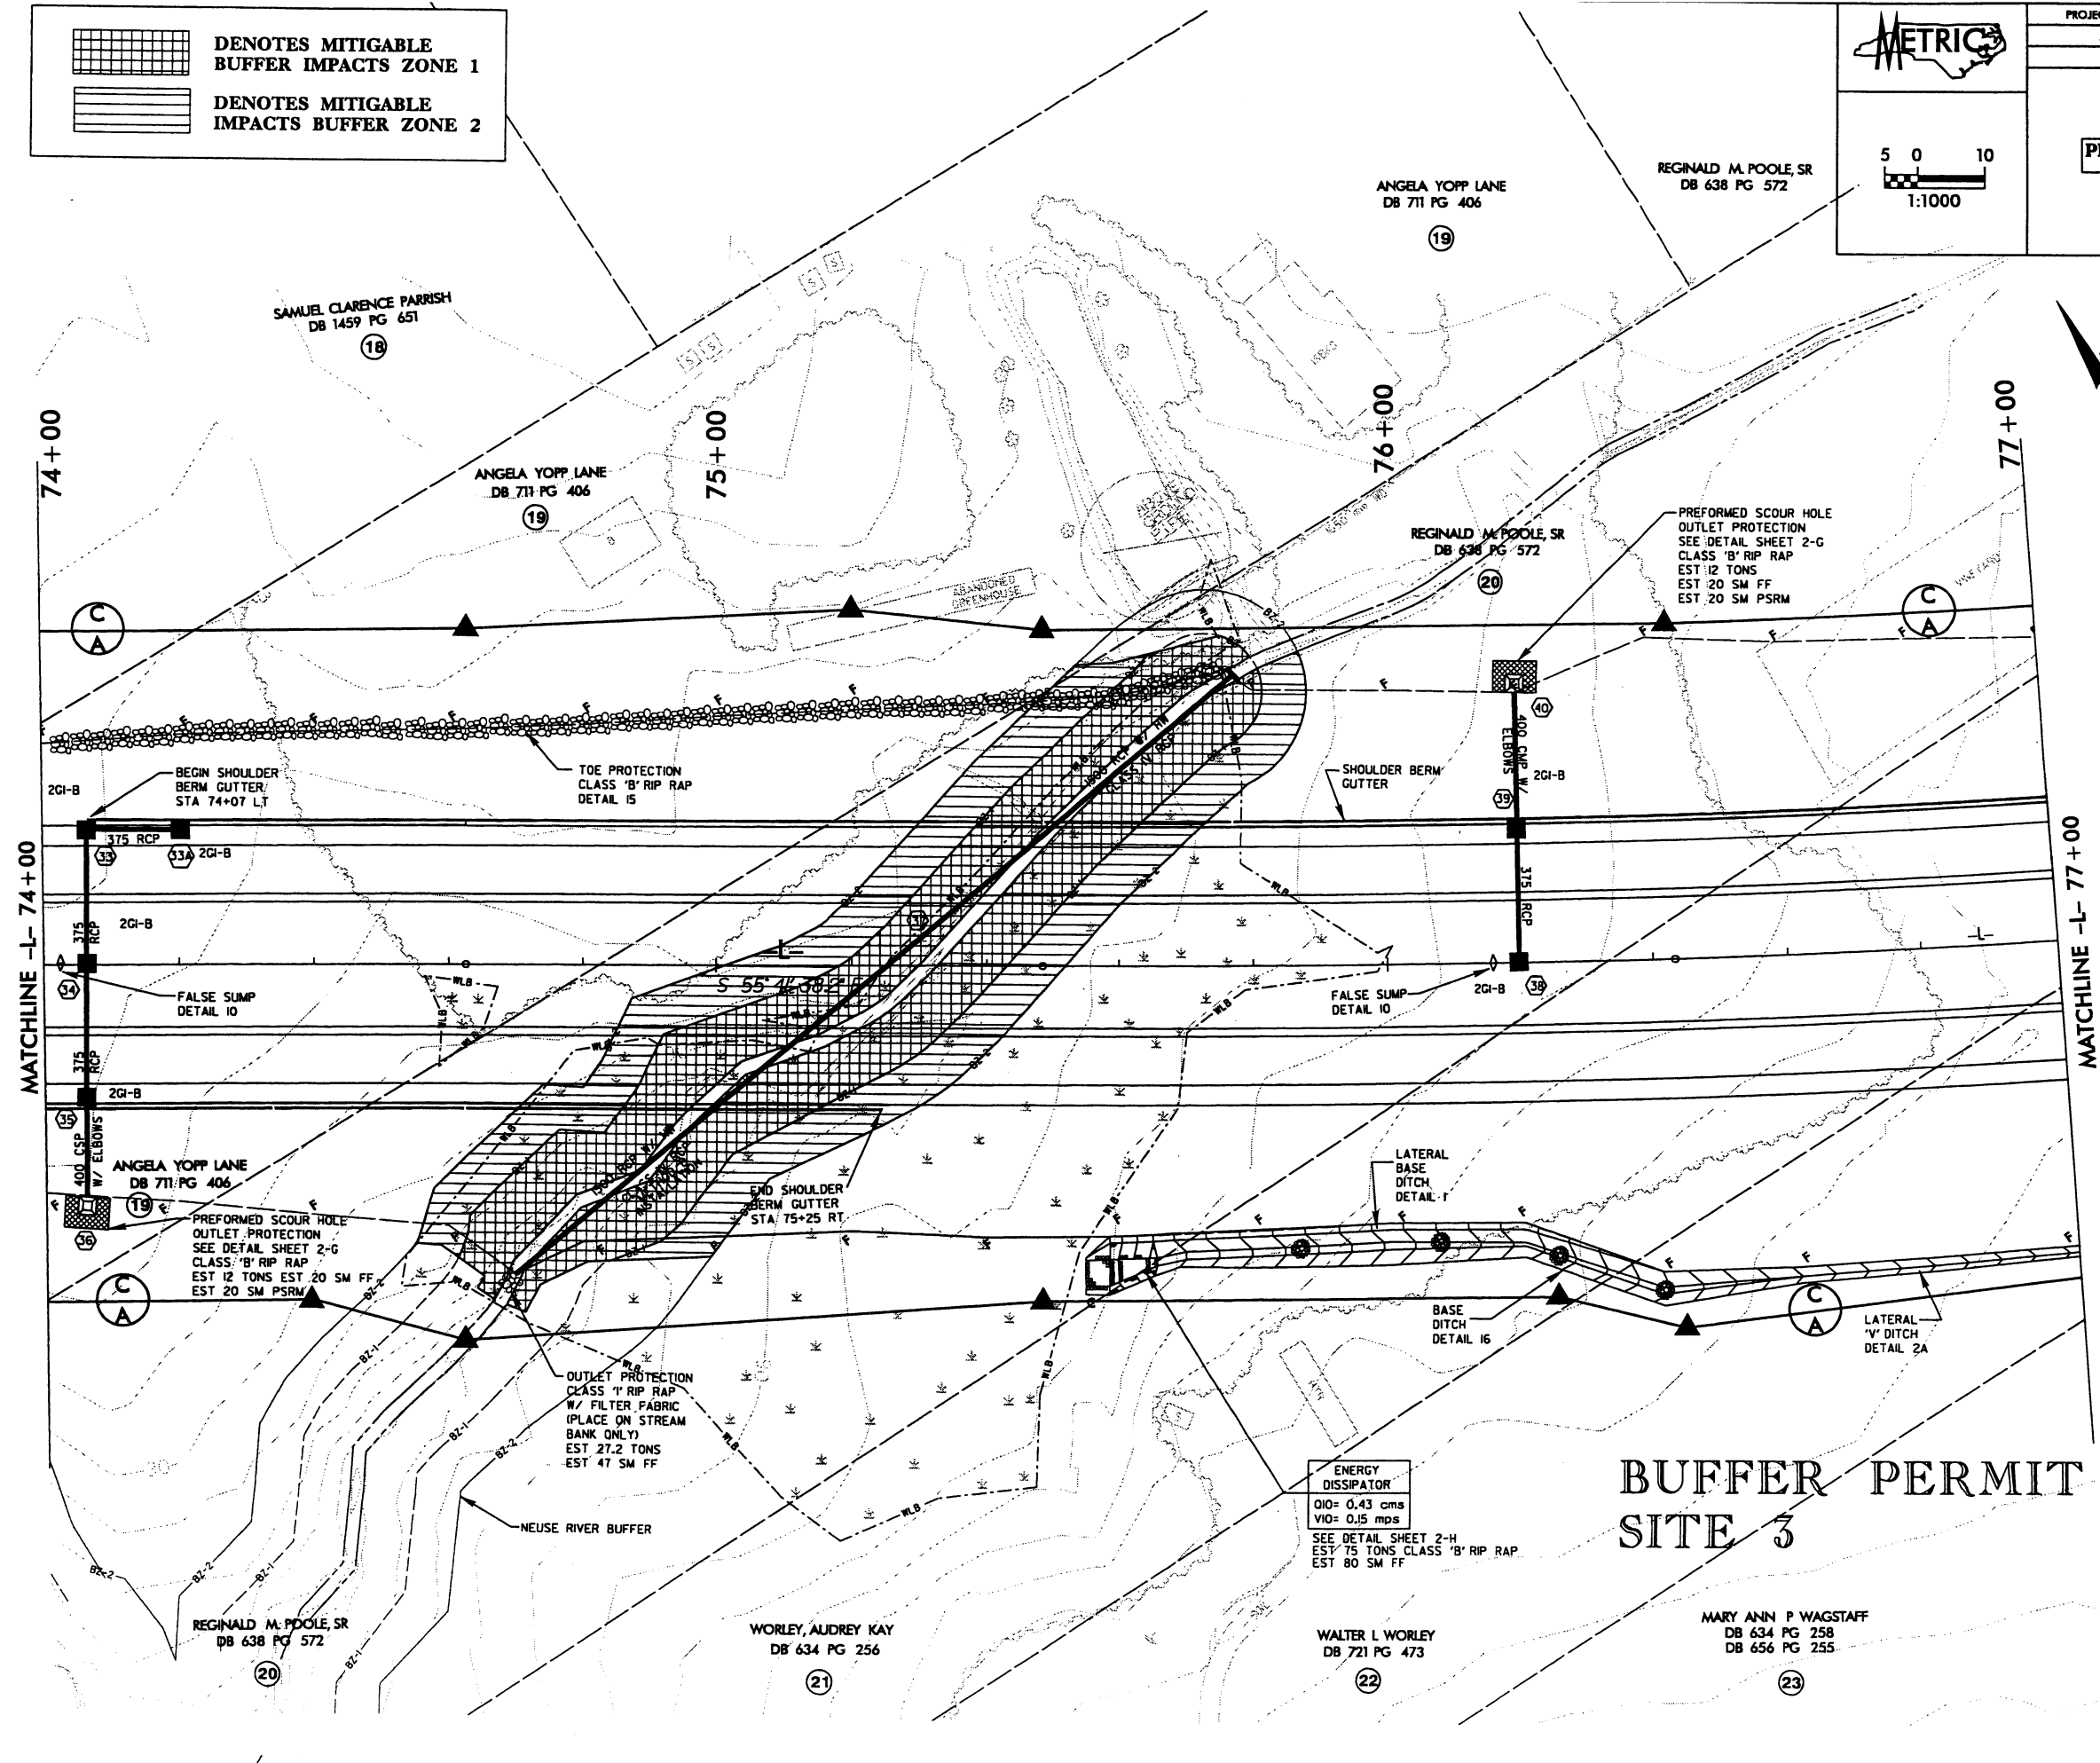 DENOTES MITIGABLE
BUFFER IMPACTS ZONE 1
DENOTES MITIGABLE
IMPACTS BUFFER ZONE 2
METRIC
5 0 10
1:1000
REGINALD M. POOLE, SR
DB 638 PG 572
ANGELA YOPP LANE
DB 711 PG 406
19
SAMUEL CLARENCE PARRISH
DB 1459 PG 651
18
74+00
75+00
76+00
77+00
ANGELA YOPP LANE
DB 711 PG 406
19
ABANDONED
GREENHOUSE
REGINALD M. POOLE, SR
DB 638 PG 572
20
PREFORMED SCOUR HOLE
OUTLET PROTECTION
SEE DETAIL SHEET 2-G
CLASS 'B' RIP RAP
EST 12 TONS
EST 20 SM FF
EST 20 SM PSRM
C
A
C
A
BEGIN SHOULDER
BERM GUTTER
STA 74+07 LT
2GI-B
TOE PROTECTION
CLASS 'B' RIP RAP
DETAIL 15
SHOULDER BERM
GUTTER
400 CMP W/
ELBOWS
40
39
2GI-B
375 RCP
33
33A
2GI-B
375 RCP
2GI-B
375
RCP
34
FALSE SUMP
DETAIL 10
375
RCP
2GI-B
35
400 CSP
W/ ELBOWS
-L-
S 55° 41' 38.2" E
FALSE SUMP
DETAIL 10
2GI-B
38
-L-
MATCHLINE -L- 74+00
MATCHLINE -L- 77+00
ANGELA YOPP LANE
DB 711 PG 406
19
36
PREFORMED SCOUR HOLE
OUTLET PROTECTION
SEE DETAIL SHEET 2-G
CLASS 'B' RIP RAP
EST 12 TONS EST 20 SM FF
EST 20 SM PSRM
C
A
END SHOULDER
BERM GUTTER
STA 75+25 RT
LATERAL
BASE
DITCH
DETAIL 1
BASE
DITCH
DETAIL 16
C
A
LATERAL
'V' DITCH
DETAIL 2A
OUTLET PROTECTION
CLASS 'I' RIP RAP
W/ FILTER FABRIC
(PLACE ON STREAM
BANK ONLY)
EST 27.2 TONS
EST 47 SM FF
NEUSE RIVER BUFFER
ENERGY
DISSIPATOR
Q10= 0.43 cms
V10= 0.15 mps
SEE DETAIL SHEET 2-H
EST 75 TONS CLASS 'B' RIP RAP
EST 80 SM FF
BUFFER PERMIT
SITE 3
REGINALD M. POOLE, SR
DB 638 PG 572
20
WORLEY, AUDREY KAY
DB 634 PG 256
21
WALTER L WORLEY
DB 721 PG 473
22
MARY ANN P WAGSTAFF
DB 634 PG 258
DB 656 PG 255
23